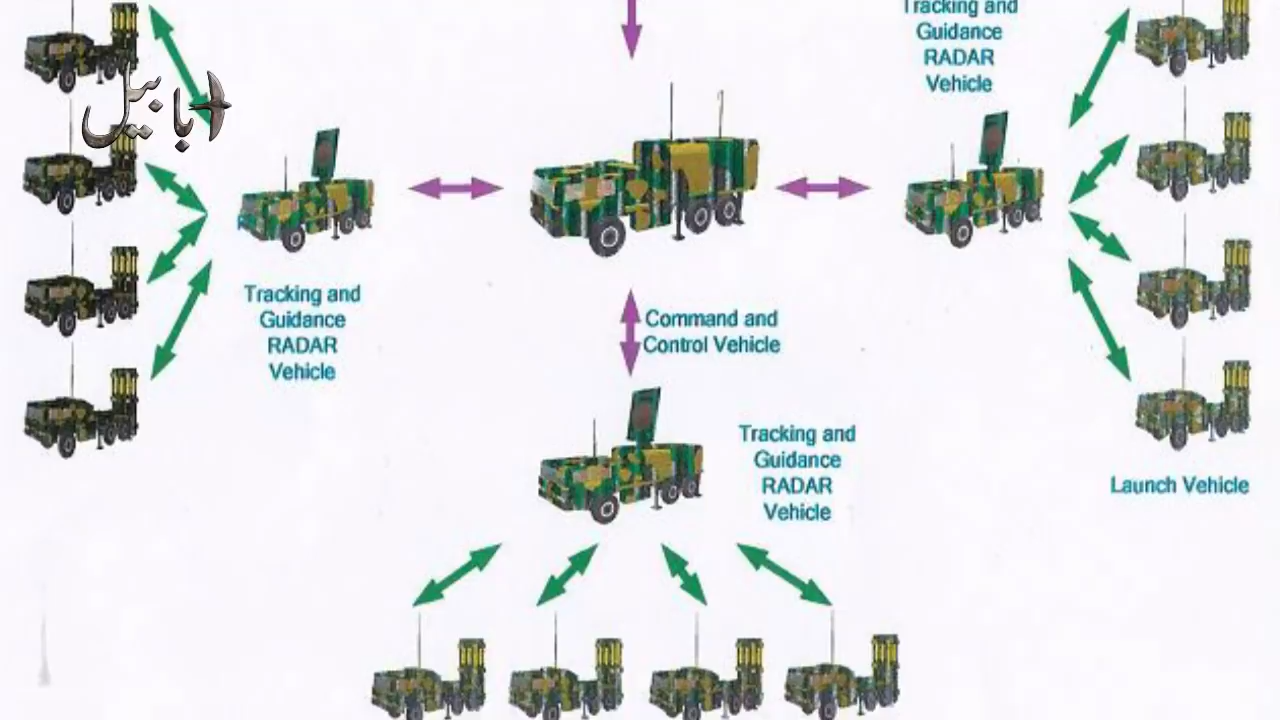 Tracking and
Guidance
RADAR
Vehicle
ابابیل
Tracking and
Guidance
RADAR
Vehicle
Command and
Control Vehicle
Tracking and
Guidance
RADAR
Vehicle
Launch Vehicle